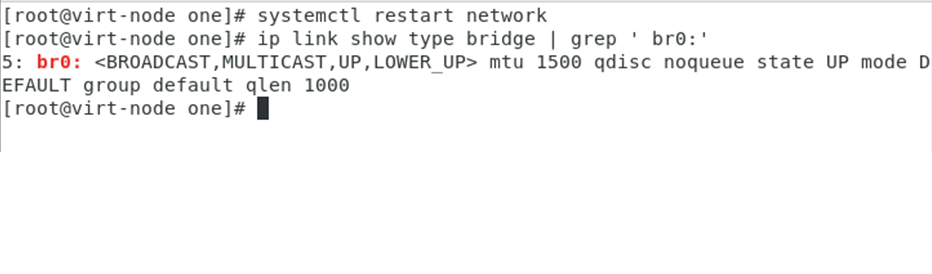 [root@virt-node one]# systemctl restart network
[root@virt-node one]# ip link show type bridge | grep ' br0:'
5: br0: <BROADCAST,MULTICAST,UP,LOWER_UP> mtu 1500 qdisc noqueue state UP mode D
EFAULT group default qlen 1000
[root@virt-node one]#